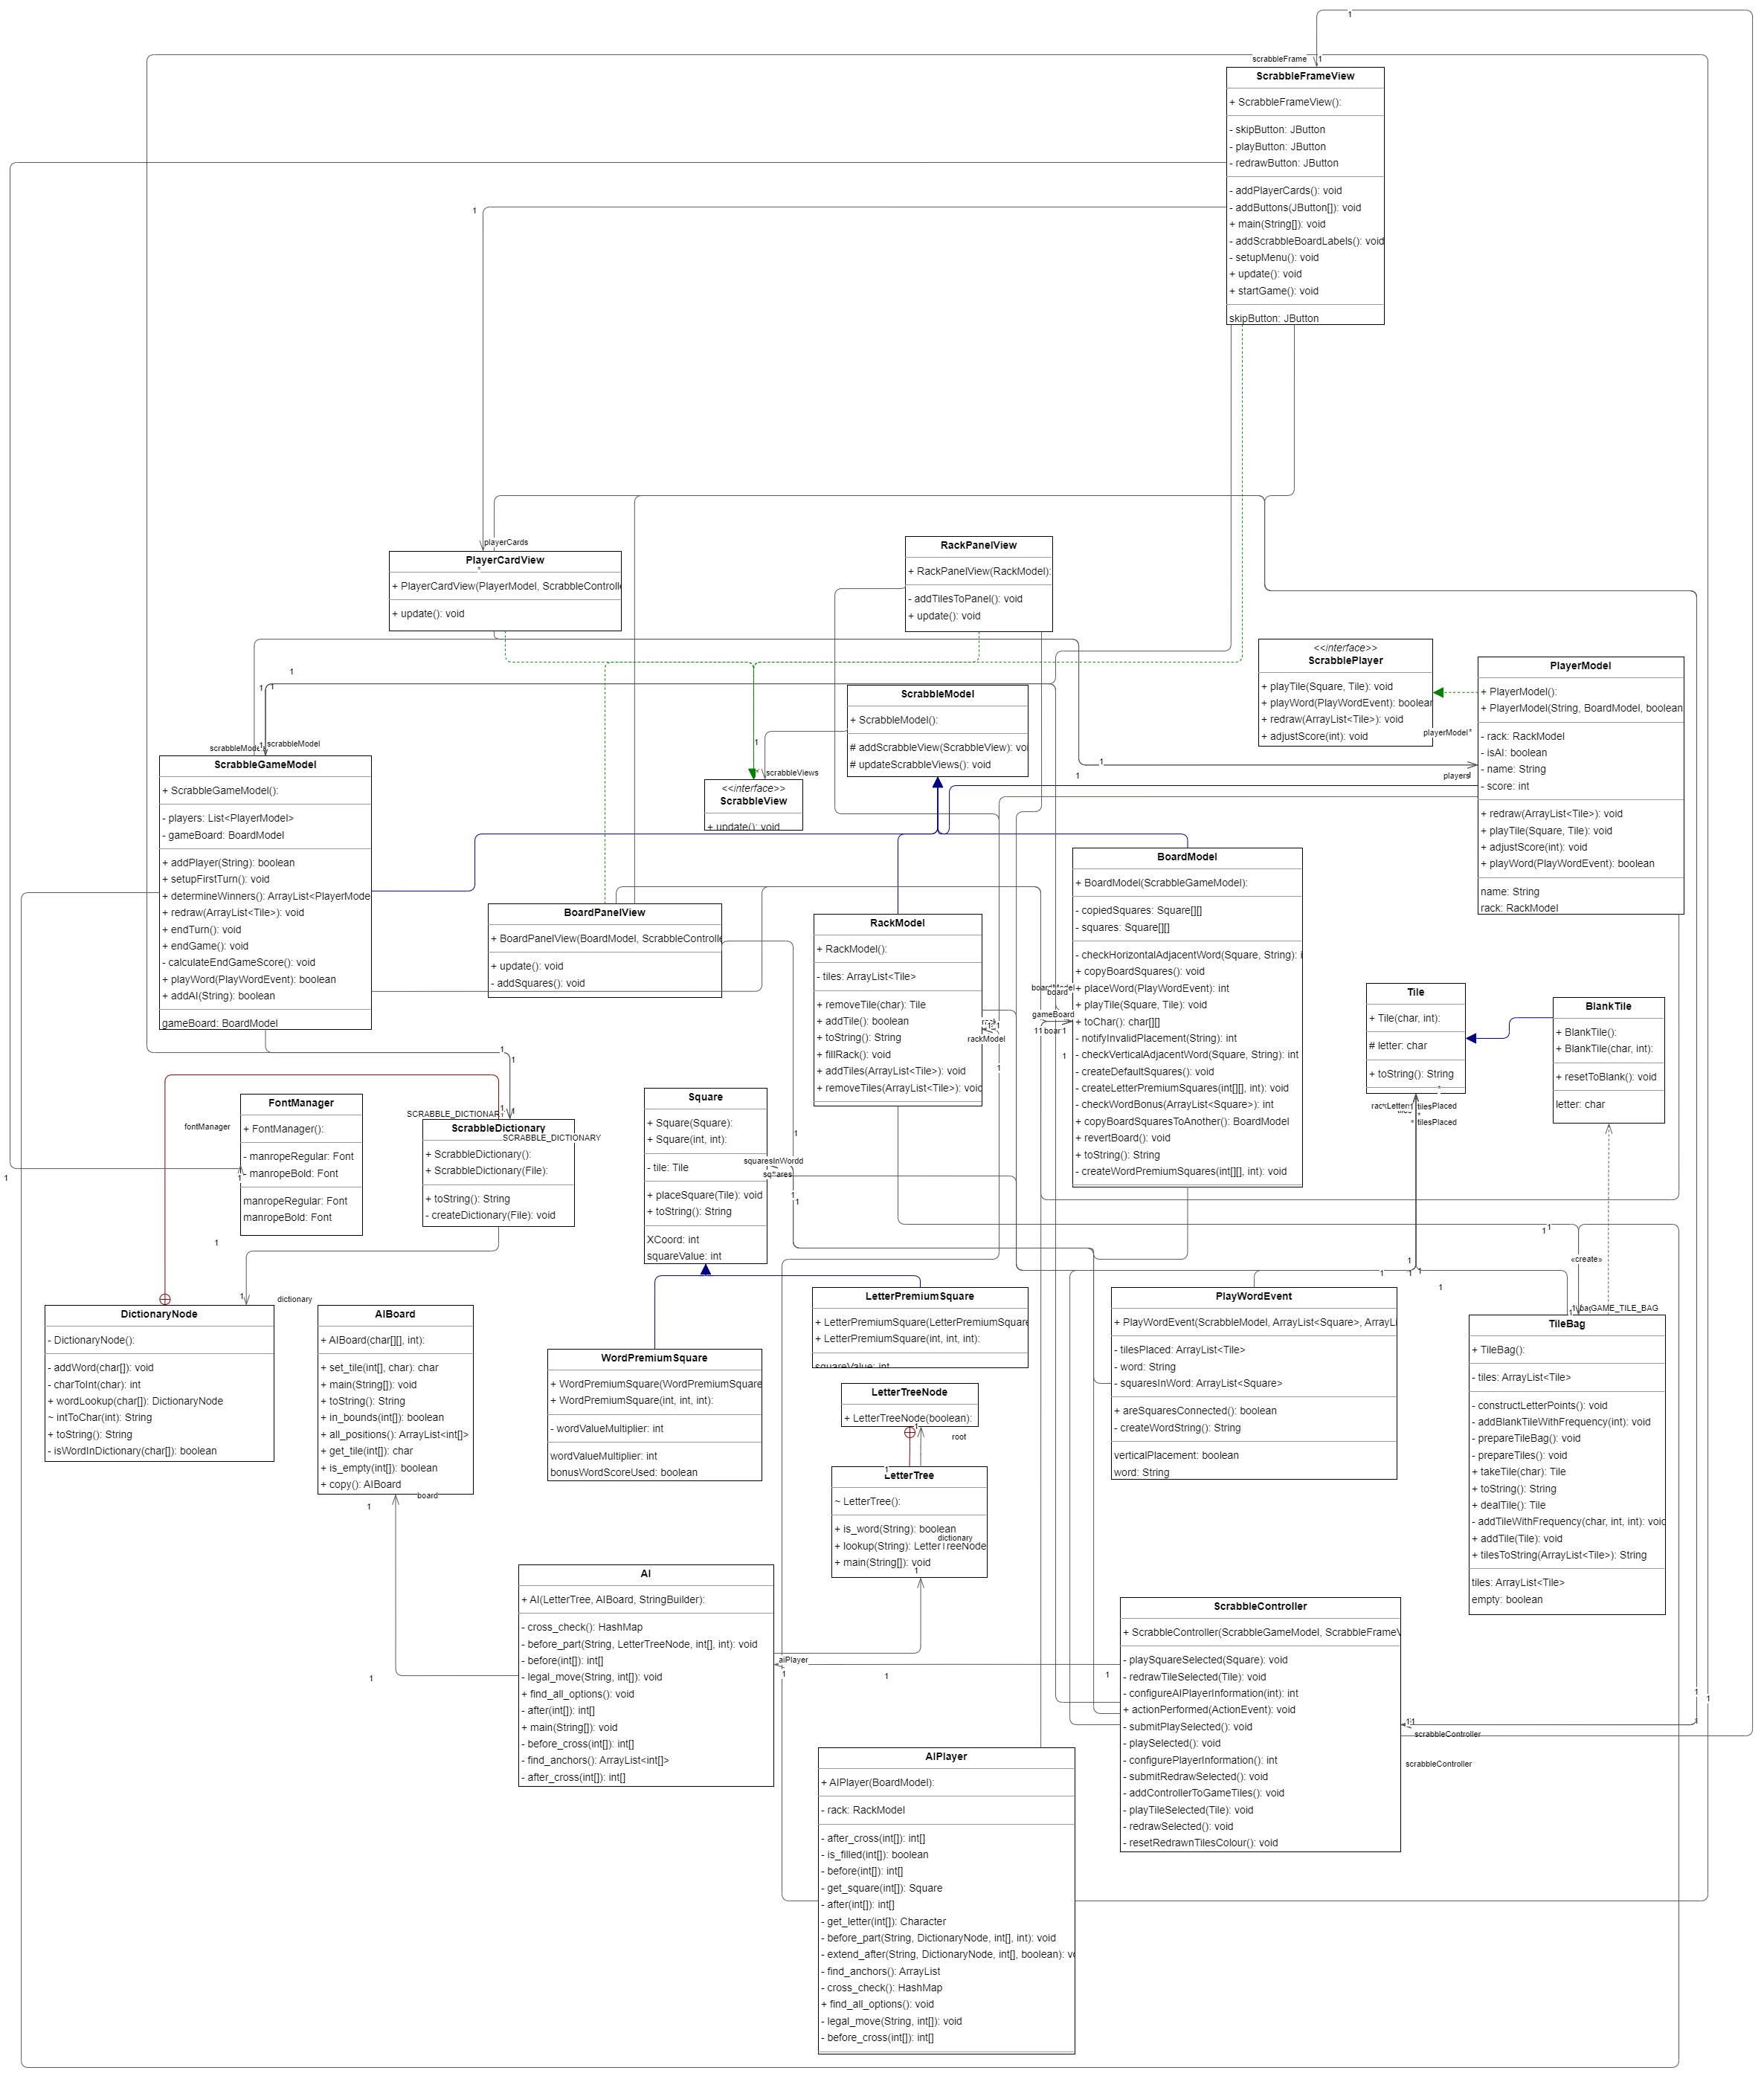 1
scrabbleFrame
1
ScrabbleFrameView
+ ScrabbleFrameView():
- skipButton: JButton
- playButton: JButton
- redrawButton: JButton
- addPlayerCards(): void
- addButtons(JButton[]): void
+ main(String[]): void
- addScrabbleBoardLabels(): void
- setupMenu(): void
+ update(): void
+ startGame(): void
skipButton: JButton
1
playerCards
PlayerCardView
*
+ PlayerCardView(PlayerModel, ScrabbleControlle
+ update(): void
RackPanelView
+ RackPanelView(RackModel):
- addTilesToPanel(): void
+ update(): void
<<interface>>
ScrabblePlayer
+ playTile(Square, Tile): void
+ playWord(PlayWordEvent): boolean
+ redraw(ArrayList<Tile>): void
+ adjustScore(int): void
playerModel
*
players
1
1
PlayerModel
+ PlayerModel():
+ PlayerModel(String, BoardModel, boolean
- rack: RackModel
- isAI: boolean
- name: String
- score: int
+ redraw(ArrayList<Tile>): void
+ playTile(Square, Tile): void
+ adjustScore(int): void
+ playWord(PlayWordEvent): boolean
name: String
rack: RackModel
ScrabbleModel
+ ScrabbleModel():
# addScrabbleView(ScrabbleView): voi
# updateScrabbleViews(): void
1
scrabbleViews
<<interface>>
ScrabbleView
+ update(): void
1
1
1
scrabbleModel
ScrabbleGameModel
+ ScrabbleGameModel():
- players: List<PlayerModel>
- gameBoard: BoardModel
+ addPlayer(String): boolean
+ setupFirstTurn(): void
+ determineWinners(): ArrayList<PlayerMode
+ redraw(ArrayList<Tile>): void
+ endTurn(): void
+ endGame(): void
- calculateEndGameScore(): void
+ playWord(PlayWordEvent): boolean
+ addAI(String): boolean
gameBoard: BoardModel
BoardPanelView
+ BoardPanelView(BoardModel, ScrabbleControlle
+ update(): void
- addSquares(): void
RackModel
+ RackModel():
- tiles: ArrayList<Tile>
+ removeTile(char): Tile
+ addTile(): boolean
+ toString(): String
+ fillRack(): void
+ addTiles(ArrayList<Tile>): void
+ removeTiles(ArrayList<Tile>): void
rackModel
1
board
gameBoard
1
BoardModel
+ BoardModel(ScrabbleGameModel):
- copiedSquares: Square[][]
- squares: Square[][]
- checkHorizontalAdjacentWord(Square, String): i
+ copyBoardSquares(): void
+ placeWord(PlayWordEvent): int
+ playTile(Square, Tile): void
+ toChar(): char[][]
- notifyInvalidPlacement(String): int
- checkVerticalAdjacentWord(Square, String): int
- createDefaultSquares(): void
- createLetterPremiumSquares(int[][], int): void
- checkWordBonus(ArrayList<Square>): int
+ copyBoardSquaresToAnother(): BoardModel
+ revertBoard(): void
+ toString(): String
- createWordPremiumSquares(int[][], int): void
Tile
+ Tile(char, int):
# letter: char
+ toString(): String
tilesPlaced
* tilesPlaced
BlankTile
+ BlankTile():
+ BlankTile(char, int):
+ resetToBlank(): void
letter: char
fontManager
1
FontManager
+ FontManager():
- manropeRegular: Font
- manropeBold: Font
manropeRegular: Font
manropeBold: Font
1
1
SCRABBLE_DICTIONARY
ScrabbleDictionary
SCRABBLE_DICTIONARY
+ ScrabbleDictionary():
+ ScrabbleDictionary(File):
+ toString(): String
- createDictionary(File): void
Square
+ Square(Square):
+ Square(int, int):
- tile: Tile
+ placeSquare(Tile): void
+ toString(): String
XCoord: int
squareValue: int
1
1
1
1
1
dictionary
DictionaryNode
- DictionaryNode():
- addWord(char[]): void
- charToInt(char): int
+ wordLookup(char[]): DictionaryNode
~ intToChar(int): String
+ toString(): String
- isWordInDictionary(char[]): boolean
AIBoard
+ AIBoard(char[][], int):
+ set_tile(int[], char): char
+ main(String[]): void
+ toString(): String
+ in_bounds(int[]): boolean
+ all_positions(): ArrayList<int[]>
+ get_tile(int[]): char
+ is_empty(int[]): boolean
+ copy(): AIBoard
board
1
WordPremiumSquare
+ WordPremiumSquare(WordPremiumSquare
+ WordPremiumSquare(int, int, int):
- wordValueMultiplier: int
wordValueMultiplier: int
bonusWordScoreUsed: boolean
LetterPremiumSquare
+ LetterPremiumSquare(LetterPremiumSquare
+ LetterPremiumSquare(int, int, int):
squareValue: int
LetterTreeNode
+ LetterTreeNode(boolean):
1
root
1
LetterTree
~ LetterTree():
+ is_word(String): boolean
dictionary
+ lookup(String): LetterTreeNode
+ main(String[]): void
1
PlayWordEvent
+ PlayWordEvent(ScrabbleModel, ArrayList<Square>, ArrayLi
- tilesPlaced: ArrayList<Tile>
- word: String
- squaresInWord: ArrayList<Square>
+ areSquaresConnected(): boolean
- createWordString(): String
verticalPlacement: boolean
word: String
«create»
GAME_TILE_BAG
TileBag
+ TileBag():
- tiles: ArrayList<Tile>
- constructLetterPoints(): void
- addBlankTileWithFrequency(int): void
- prepareTileBag(): void
- prepareTiles(): void
+ takeTile(char): Tile
+ toString(): String
+ dealTile(): Tile
- addTileWithFrequency(char, int, int): void
+ addTile(Tile): void
+ tilesToString(ArrayList<Tile>): String
tiles: ArrayList<Tile>
empty: boolean
AI
+ AI(LetterTree, AIBoard, StringBuilder):
- cross_check(): HashMap
- before_part(String, LetterTreeNode, int[], int): void
- before(int[]): int[]
- legal_move(String, int[]): void
+ find_all_options(): void
- after(int[]): int[]
+ main(String[]): void
- before_cross(int[]): int[]
- find_anchors(): ArrayList<int[]>
- after_cross(int[]): int[]
1
aiPlayer
1
1
1
ScrabbleController
+ ScrabbleController(ScrabbleGameModel, ScrabbleFrameV
- playSquareSelected(Square): void
- redrawTileSelected(Tile): void
- configureAIPlayerInformation(int): int
+ actionPerformed(ActionEvent): void
- submitPlaySelected(): void
- playSelected(): void
- configurePlayerInformation(): int
- submitRedrawSelected(): void
- addControllerToGameTiles(): void
- playTileSelected(Tile): void
- redrawSelected(): void
- resetRedrawnTilesColour(): void
1
1
scrabbleController
scrabbleController
AIPlayer
+ AIPlayer(BoardModel):
- rack: RackModel
- after_cross(int[]): int[]
- is_filled(int[]): boolean
- before(int[]): int[]
- get_square(int[]): Square
- after(int[]): int[]
- get_letter(int[]): Character
- before_part(String, DictionaryNode, int[], int): void
- extend_after(String, DictionaryNode, int[], boolean): vo
- find_anchors(): ArrayList
- cross_check(): HashMap
+ find_all_options(): void
- legal_move(String, int[]): void
- before_cross(int[]): int[]